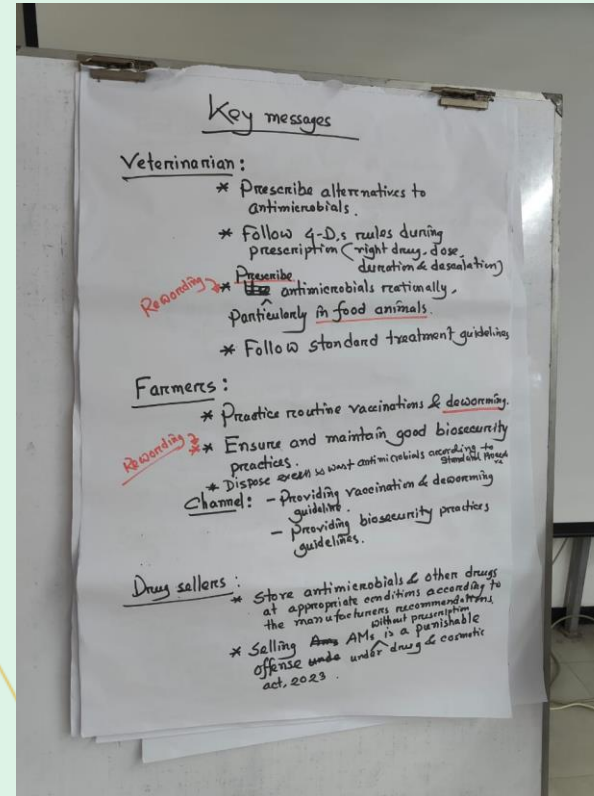 Key messages
Veterinarian:
* Prescribe alternatives to
antimicrobials.
* Follow 4-D.s rules during
prescription (right drug, dose,
duration & descalation)
Rewording
Prescribe
* Use antimicrobials rationally,
particularly in food animals.
* Follow standard treatment guidelines
Farmers:
* Practice routine vaccinations & deworming.
Rewording
* Ensure and maintain good biosecurity
practices.
* Dispose antimicrobials according to
Standard
Channel: - Providing vaccination & deworming
guideline.
- Providing biosecurity practices
guidelines.
Drug sellers:
* Store antimicrobials & other drugs
at appropriate conditions according to
the manufacturers recommendations.
without prescription
* Selling AMs is a punishable
offense under drug & cosmetic
act, 2023.